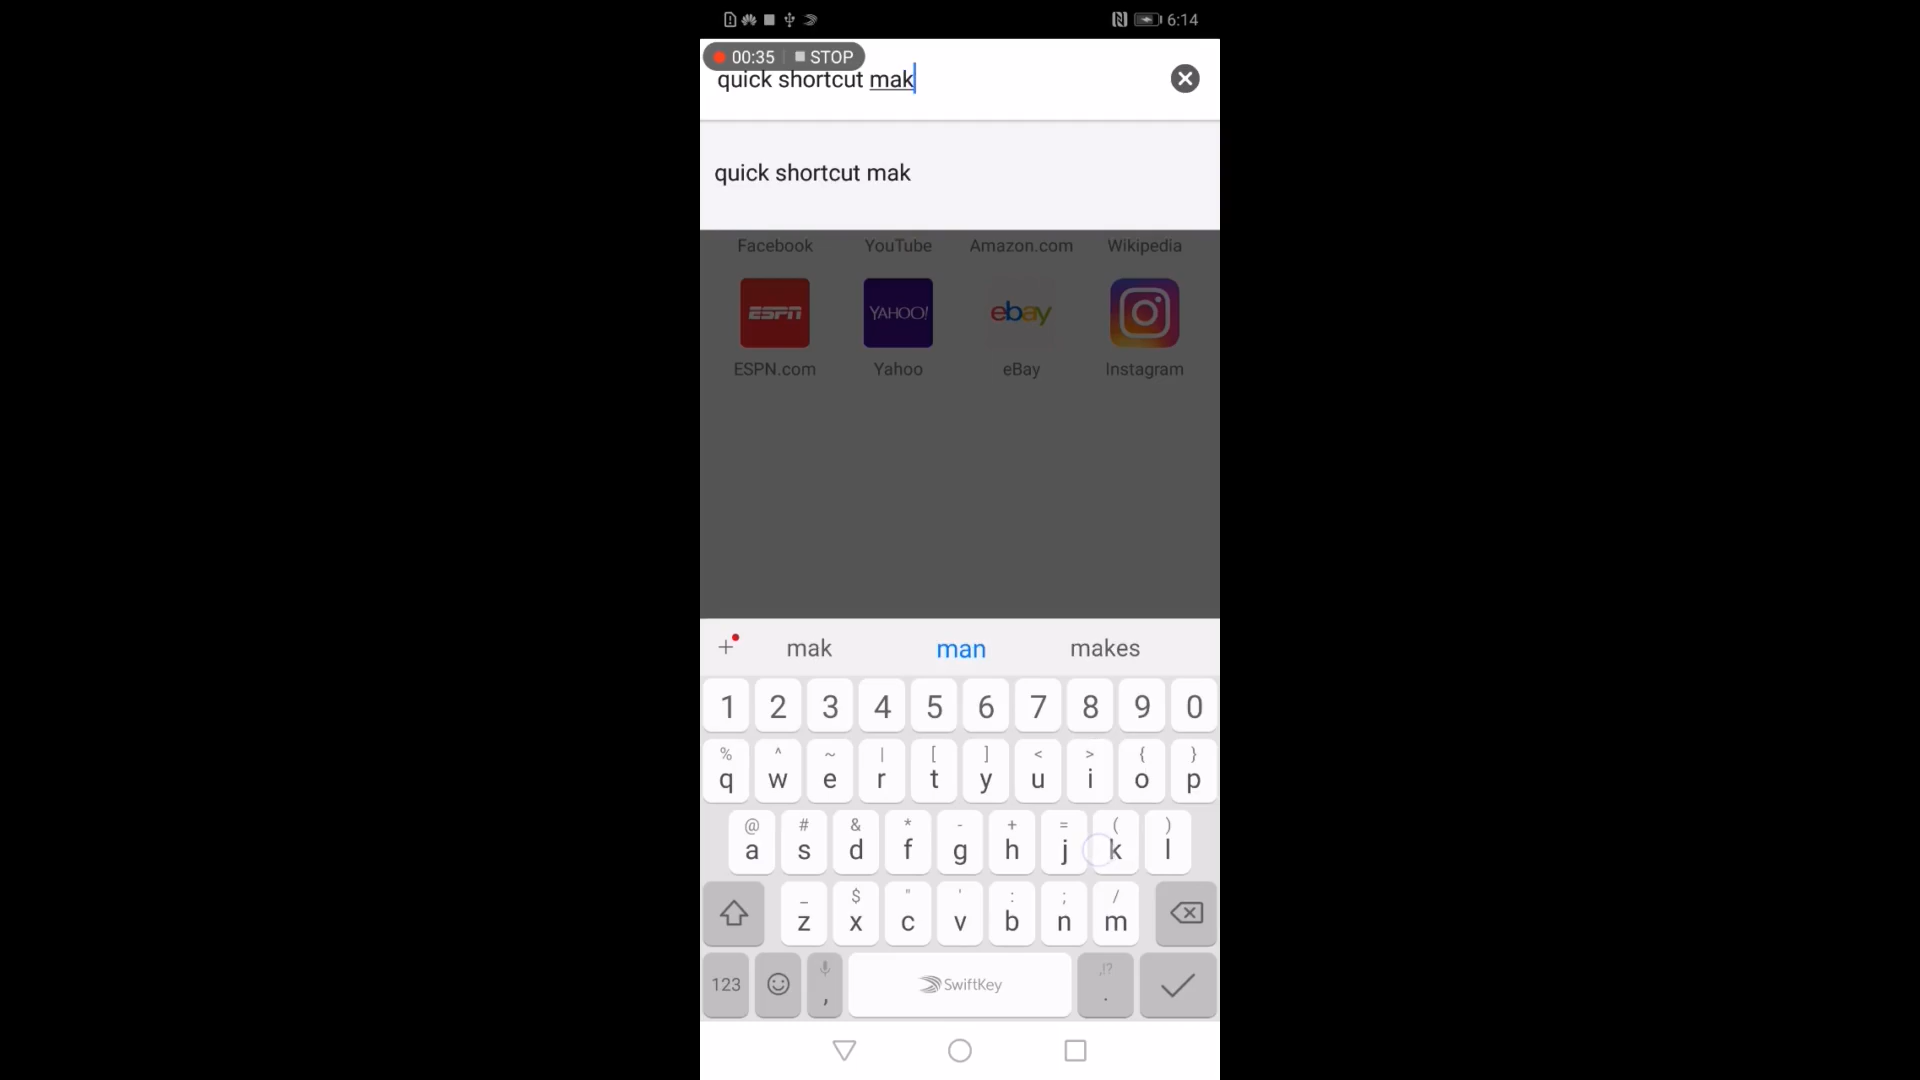 6:14
00:35 STOP
quick shortcut mak
quick shortcut mak
Facebook YouTube Amazon.com Wikipedia
ESPN YAHOO! ebay
ESPN.com Yahoo eBay Instagram
+ mak man makes
1 2 3 4 5 6 7 8 9 0
% ^ ~ | [ ] < > { }
q w e r t y u i o p
@ # & * - + = ( )
a s d f g h j k l
_ $ " ' : ; /
z x c v b n m
,!?
123 , SwiftKey .